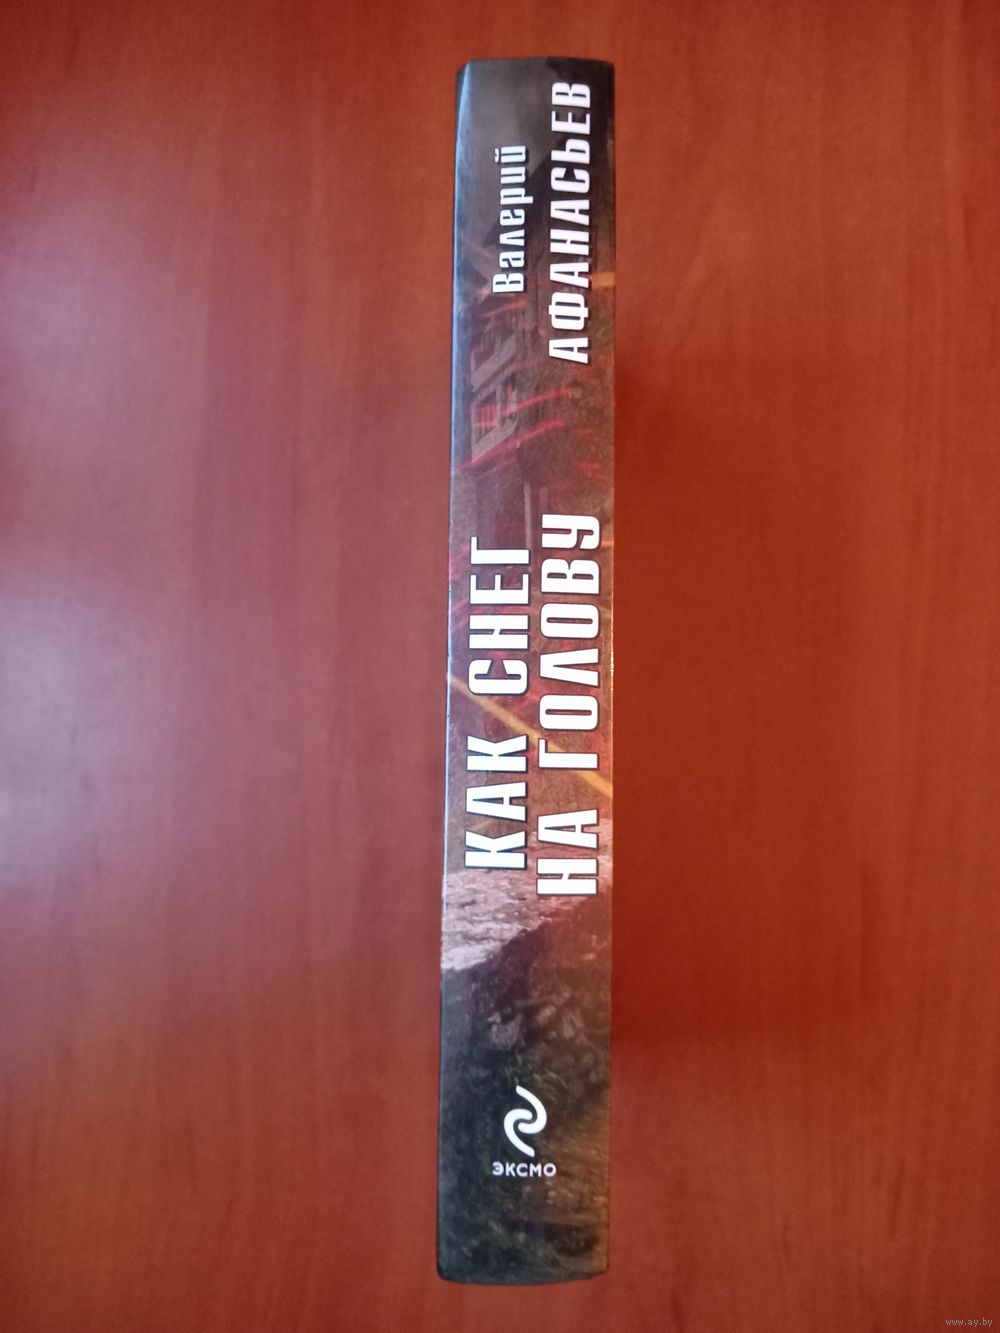 Валерий
АФАНАСЬЕВ
КАК СНЕГ
НА ГОЛОВУ
ЭКСМО
www.ay.by